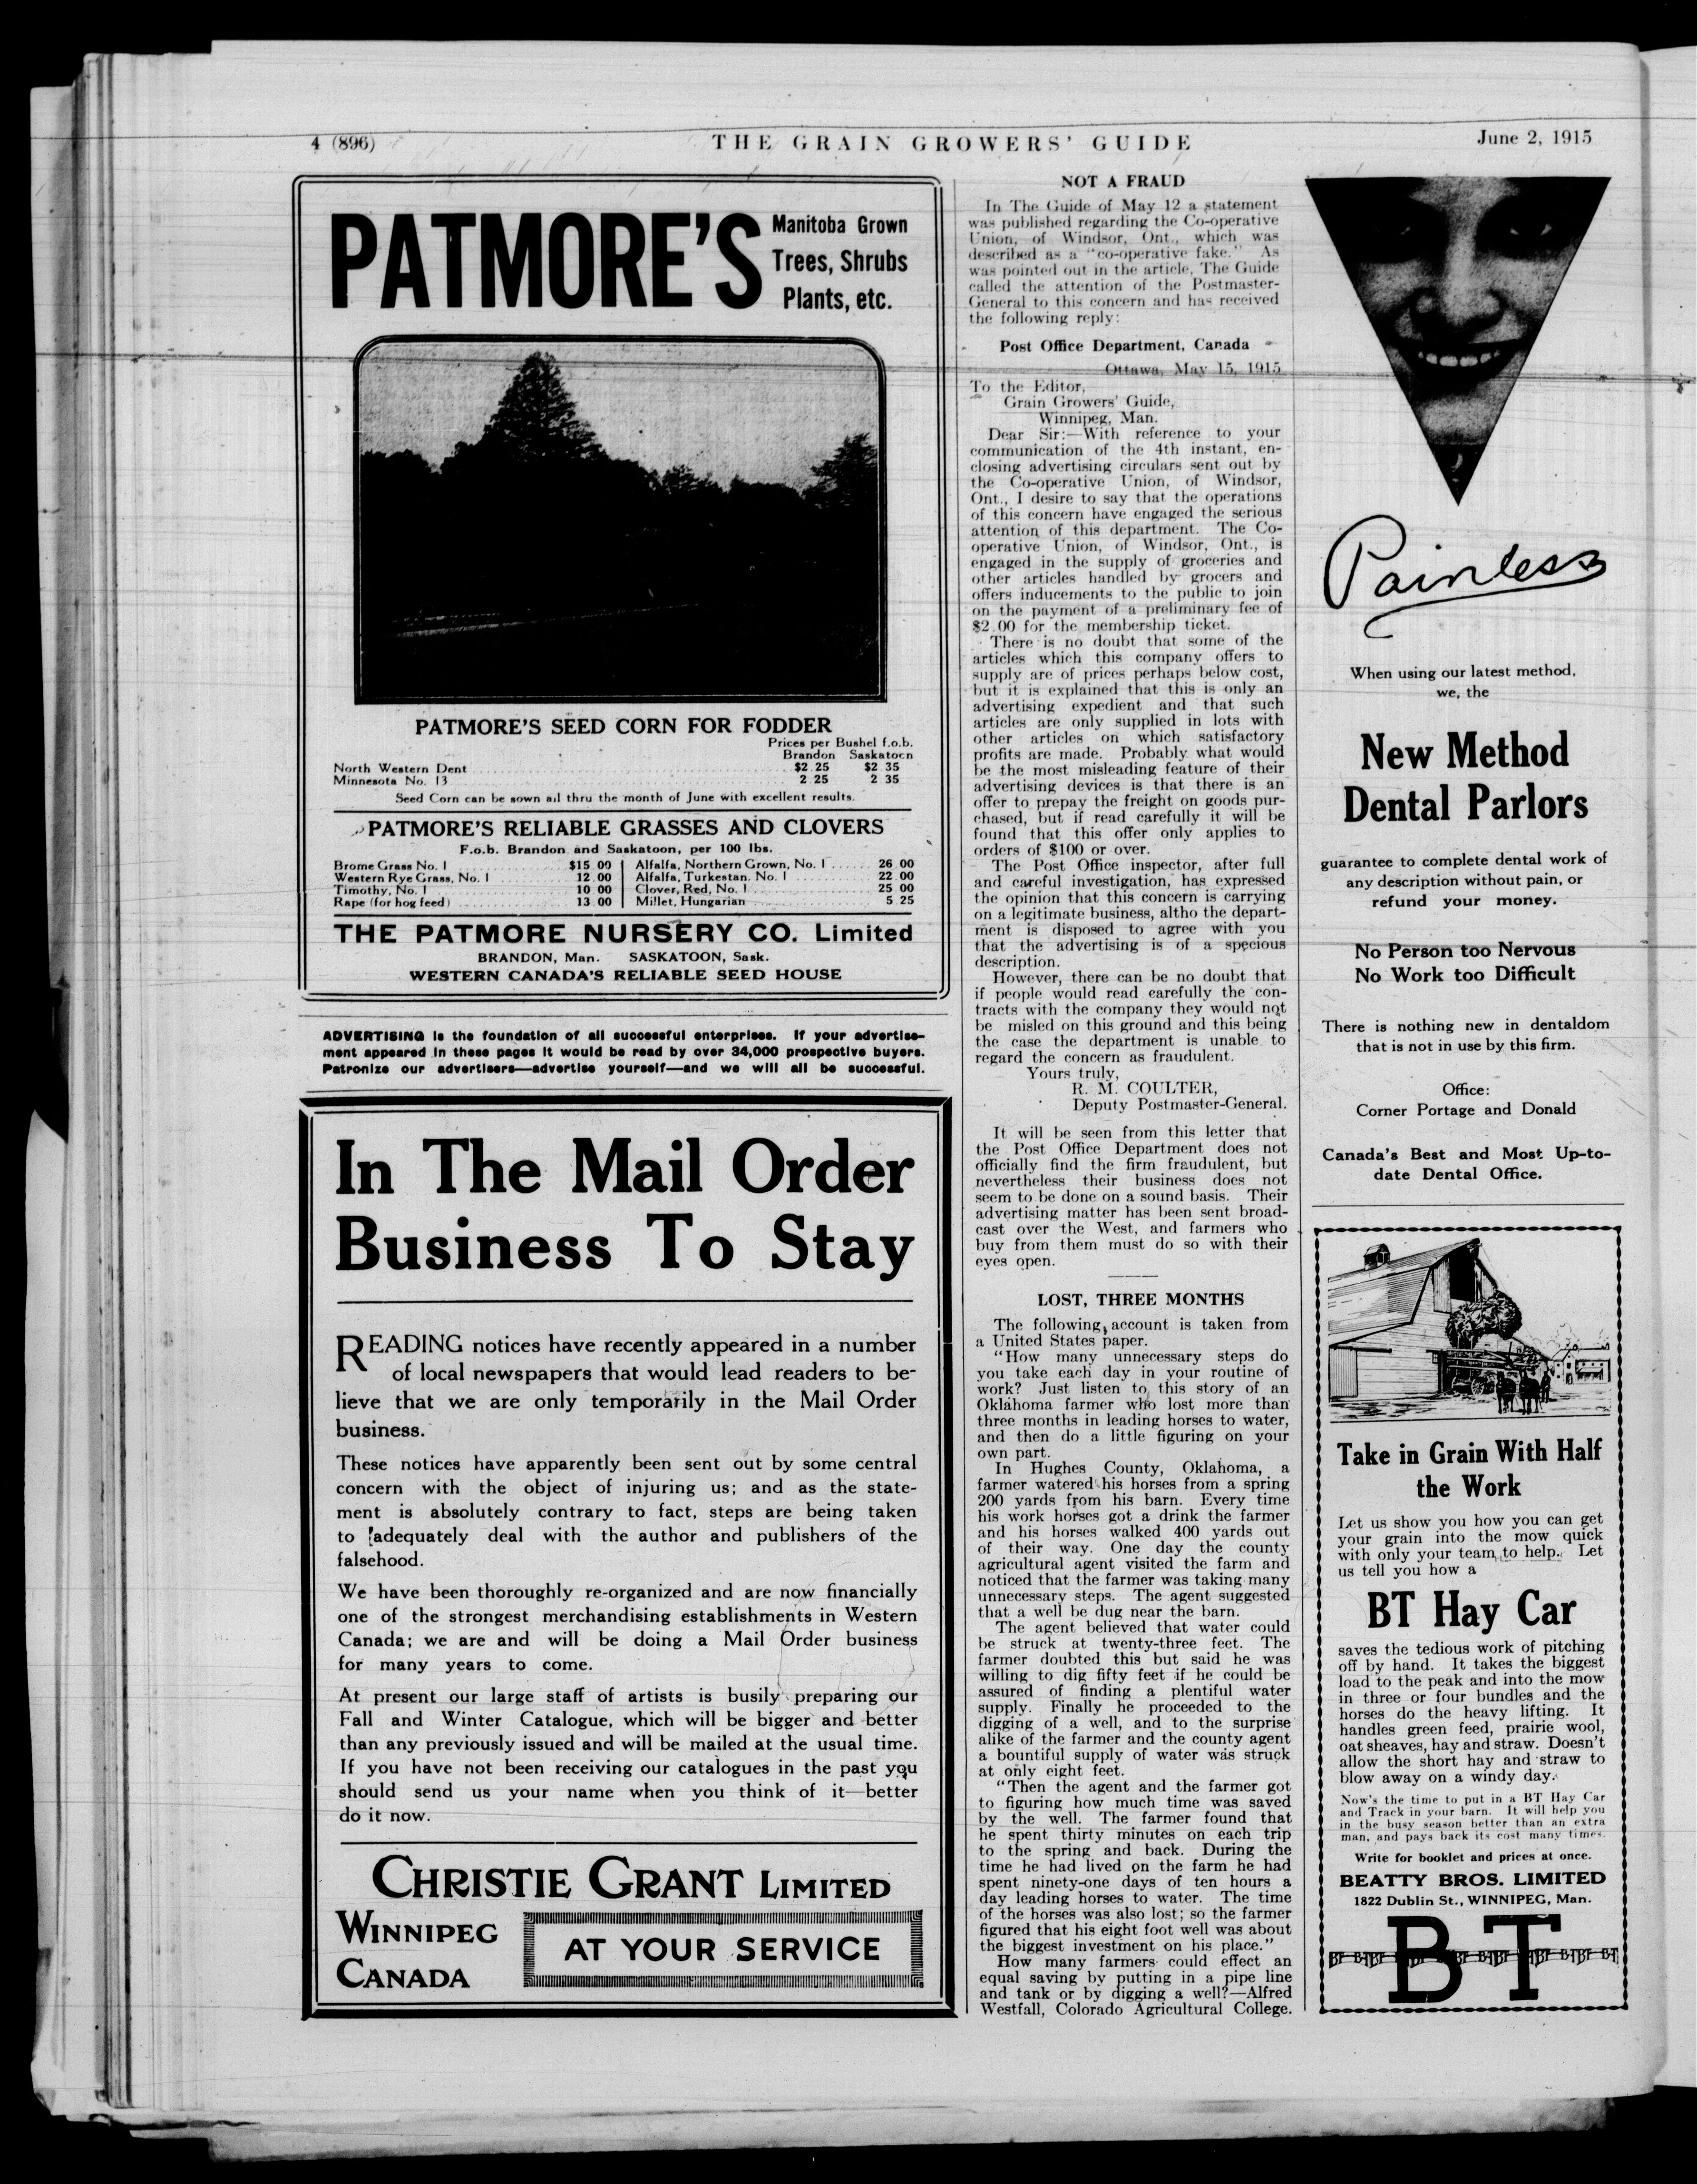 4 (896)
THE GRAIN GROWERS' GUIDE
June 2, 1915
PATMORE'S
Manitoba Grown
Trees, Shrubs
Plants, etc.
PATMORE'S SEED CORN FOR FODDER
Prices per Bushel f.o.b.
Brandon Saskatoon
North Western Dent $2 25 $2 35
Minnesota No. 13 2 25 2 35
Seed Corn can be sown all thru the month of June with excellent results.
PATMORE'S RELIABLE GRASSES AND CLOVERS
F.o.b. Brandon and Saskatoon, per 100 lbs.
Brome Grass No. 1 $15 00
Western Rye Grass, No. 1 12 00
Timothy, No. 1 10 00
Rape (for hog feed) 13 00
Alfalfa, Northern Grown, No. 1 26 00
Alfalfa, Turkestan, No. 1 22 00
Clover, Red, No. 1 25 00
Millet, Hungarian 5 25
THE PATMORE NURSERY CO. Limited
BRANDON, Man. SASKATOON, Sask.
WESTERN CANADA'S RELIABLE SEED HOUSE
ADVERTISING is the foundation of all successful enterprises. If your advertise-
ment appeared in these pages it would be read by over 34,000 prospective buyers.
Patronize our advertisers—advertise yourself—and we will all be successful.
In The Mail Order
Business To Stay
READING notices have recently appeared in a number
of local newspapers that would lead readers to be-
lieve that we are only temporarily in the Mail Order
business.
These notices have apparently been sent out by some central
concern with the object of injuring us; and as the state-
ment is absolutely contrary to fact, steps are being taken
to adequately deal with the author and publishers of the
falsehood.
We have been thoroughly re-organized and are now financially
one of the strongest merchandising establishments in Western
Canada; we are and will be doing a Mail Order business
for many years to come.
At present our large staff of artists is busily preparing our
Fall and Winter Catalogue, which will be bigger and better
than any previously issued and will be mailed at the usual time.
If you have not been receiving our catalogues in the past you
should send us your name when you think of it—better
do it now.
CHRISTIE GRANT LIMITED
WINNIPEG
CANADA
AT YOUR SERVICE
NOT A FRAUD
In The Guide of May 12 a statement
was published regarding the Co-operative
Union, of Windsor, Ont., which was
described as a "co-operative fake." As
was pointed out in the article, The Guide
called the attention of the Postmaster-
General to this concern and has received
the following reply:
Post Office Department, Canada
Ottawa, May 15, 1915
To the Editor,
Grain Growers' Guide,
Winnipeg, Man.
Dear Sir:—With reference to your
communication of the 4th instant, en-
closing advertising circulars sent out by
the Co-operative Union, of Windsor,
Ont., I desire to say that the operations
of this concern have engaged the serious
attention of this department. The Co-
operative Union, of Windsor, Ont., is
engaged in the supply of groceries and
other articles handled by grocers and
offers inducements to the public to join
on the payment of a preliminary fee of
$2.00 for the membership ticket.
There is no doubt that some of the
articles which this company offers to
supply are of prices perhaps below cost,
but it is explained that this is only an
advertising expedient and that such
articles are only supplied in lots with
other articles on which satisfactory
profits are made. Probably what would
be the most misleading feature of their
advertising devices is that there is an
offer to prepay the freight on goods pur-
chased, but if read carefully it will be
found that this offer only applies to
orders of $100 or over.
The Post Office inspector, after full
and careful investigation, has expressed
the opinion that this concern is carrying
on a legitimate business, altho the depart-
ment is disposed to agree with you
that the advertising is of a specious
description.
However, there can be no doubt that
if people would read carefully the con-
tracts with the company they would not
be misled on this ground and this being
the case the department is unable to
regard the concern as fraudulent.
Yours truly,
R. M. COULTER,
Deputy Postmaster-General.
It will be seen from this letter that
the Post Office Department does not
officially find the firm fraudulent, but
nevertheless their business does not
seem to be done on a sound basis. Their
advertising matter has been sent broad-
cast over the West, and farmers who
buy from them must do so with their
eyes open.
LOST, THREE MONTHS
The following account is taken from
a United States paper.
"How many unnecessary steps do
you take each day in your routine of
work? Just listen to this story of an
Oklahoma farmer who lost more than
three months in leading horses to water,
and then do a little figuring on your
own part.
In Hughes County, Oklahoma, a
farmer watered his horses from a spring
200 yards from his barn. Every time
his work horses got a drink the farmer
and his horses walked 400 yards out
of their way. One day the county
agricultural agent visited the farm and
noticed that the farmer was taking many
unnecessary steps. The agent suggested
that a well be dug near the barn.
The agent believed that water could
be struck at twenty-three feet. The
farmer doubted this but said he was
willing to dig fifty feet if he could be
assured of finding a plentiful water
supply. Finally he proceeded to the
digging of a well, and to the surprise
alike of the farmer and the county agent
a bountiful supply of water was struck
at only eight feet.
"Then the agent and the farmer got
to figuring how much time was saved
by the well. The farmer found that
he spent thirty minutes on each trip
to the spring and back. During the
time he had lived on the farm he had
spent ninety-one days of ten hours a
day leading horses to water. The time
of the horses was also lost; so the farmer
figured that his eight foot well was about
the biggest investment on his place."
How many farmers could effect an
equal saving by putting in a pipe line
and tank or by digging a well?—Alfred
Westfall, Colorado Agricultural College.
Painless
When using our latest method,
we, the
New Method
Dental Parlors
guarantee to complete dental work of
any description without pain, or
refund your money.
No Person too Nervous
No Work too Difficult
There is nothing new in dentaldom
that is not in use by this firm.
Office:
Corner Portage and Donald
Canada's Best and Most Up-to-
date Dental Office.
Take in Grain With Half
the Work
Let us show you how you can get
your grain into the mow quick
with only your team to help. Let
us tell you how a
BT Hay Car
saves the tedious work of pitching
off by hand. It takes the biggest
load to the peak and into the mow
in three or four bundles and the
horses do the heavy lifting. It
handles green feed, prairie wool,
oat sheaves, hay and straw. Doesn't
allow the short hay and straw to
blow away on a windy day.
Now's the time to put in a BT Hay Car
and Track in your barn. It will help you
in the busy season better than an extra
man, and pays back its cost many times.
Write for booklet and prices at once.
BEATTY BROS. LIMITED
1822 Dublin St., WINNIPEG, Man.
BT